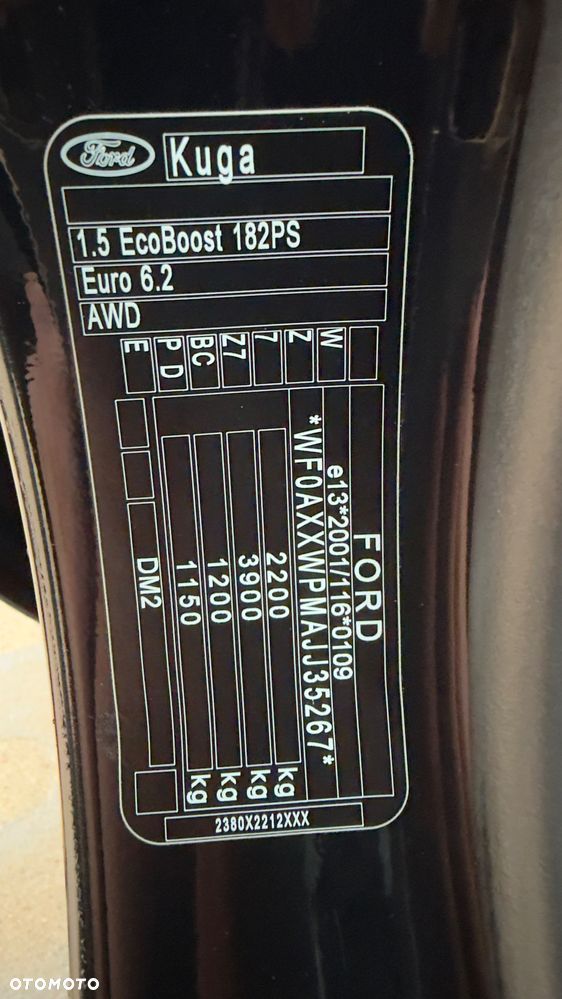 Ford
Kuga
1.5 EcoBoost 182PS
Euro 6.2
AWD
W
Z
7
Z7
BC
P D
E
FORD
e13*2001/116*0109
*WF0AXXWPMAJJ35267*
2200 kg
3900 kg
1200 kg
1150 kg
DM2
2380X2212XXX
OTOMOTO